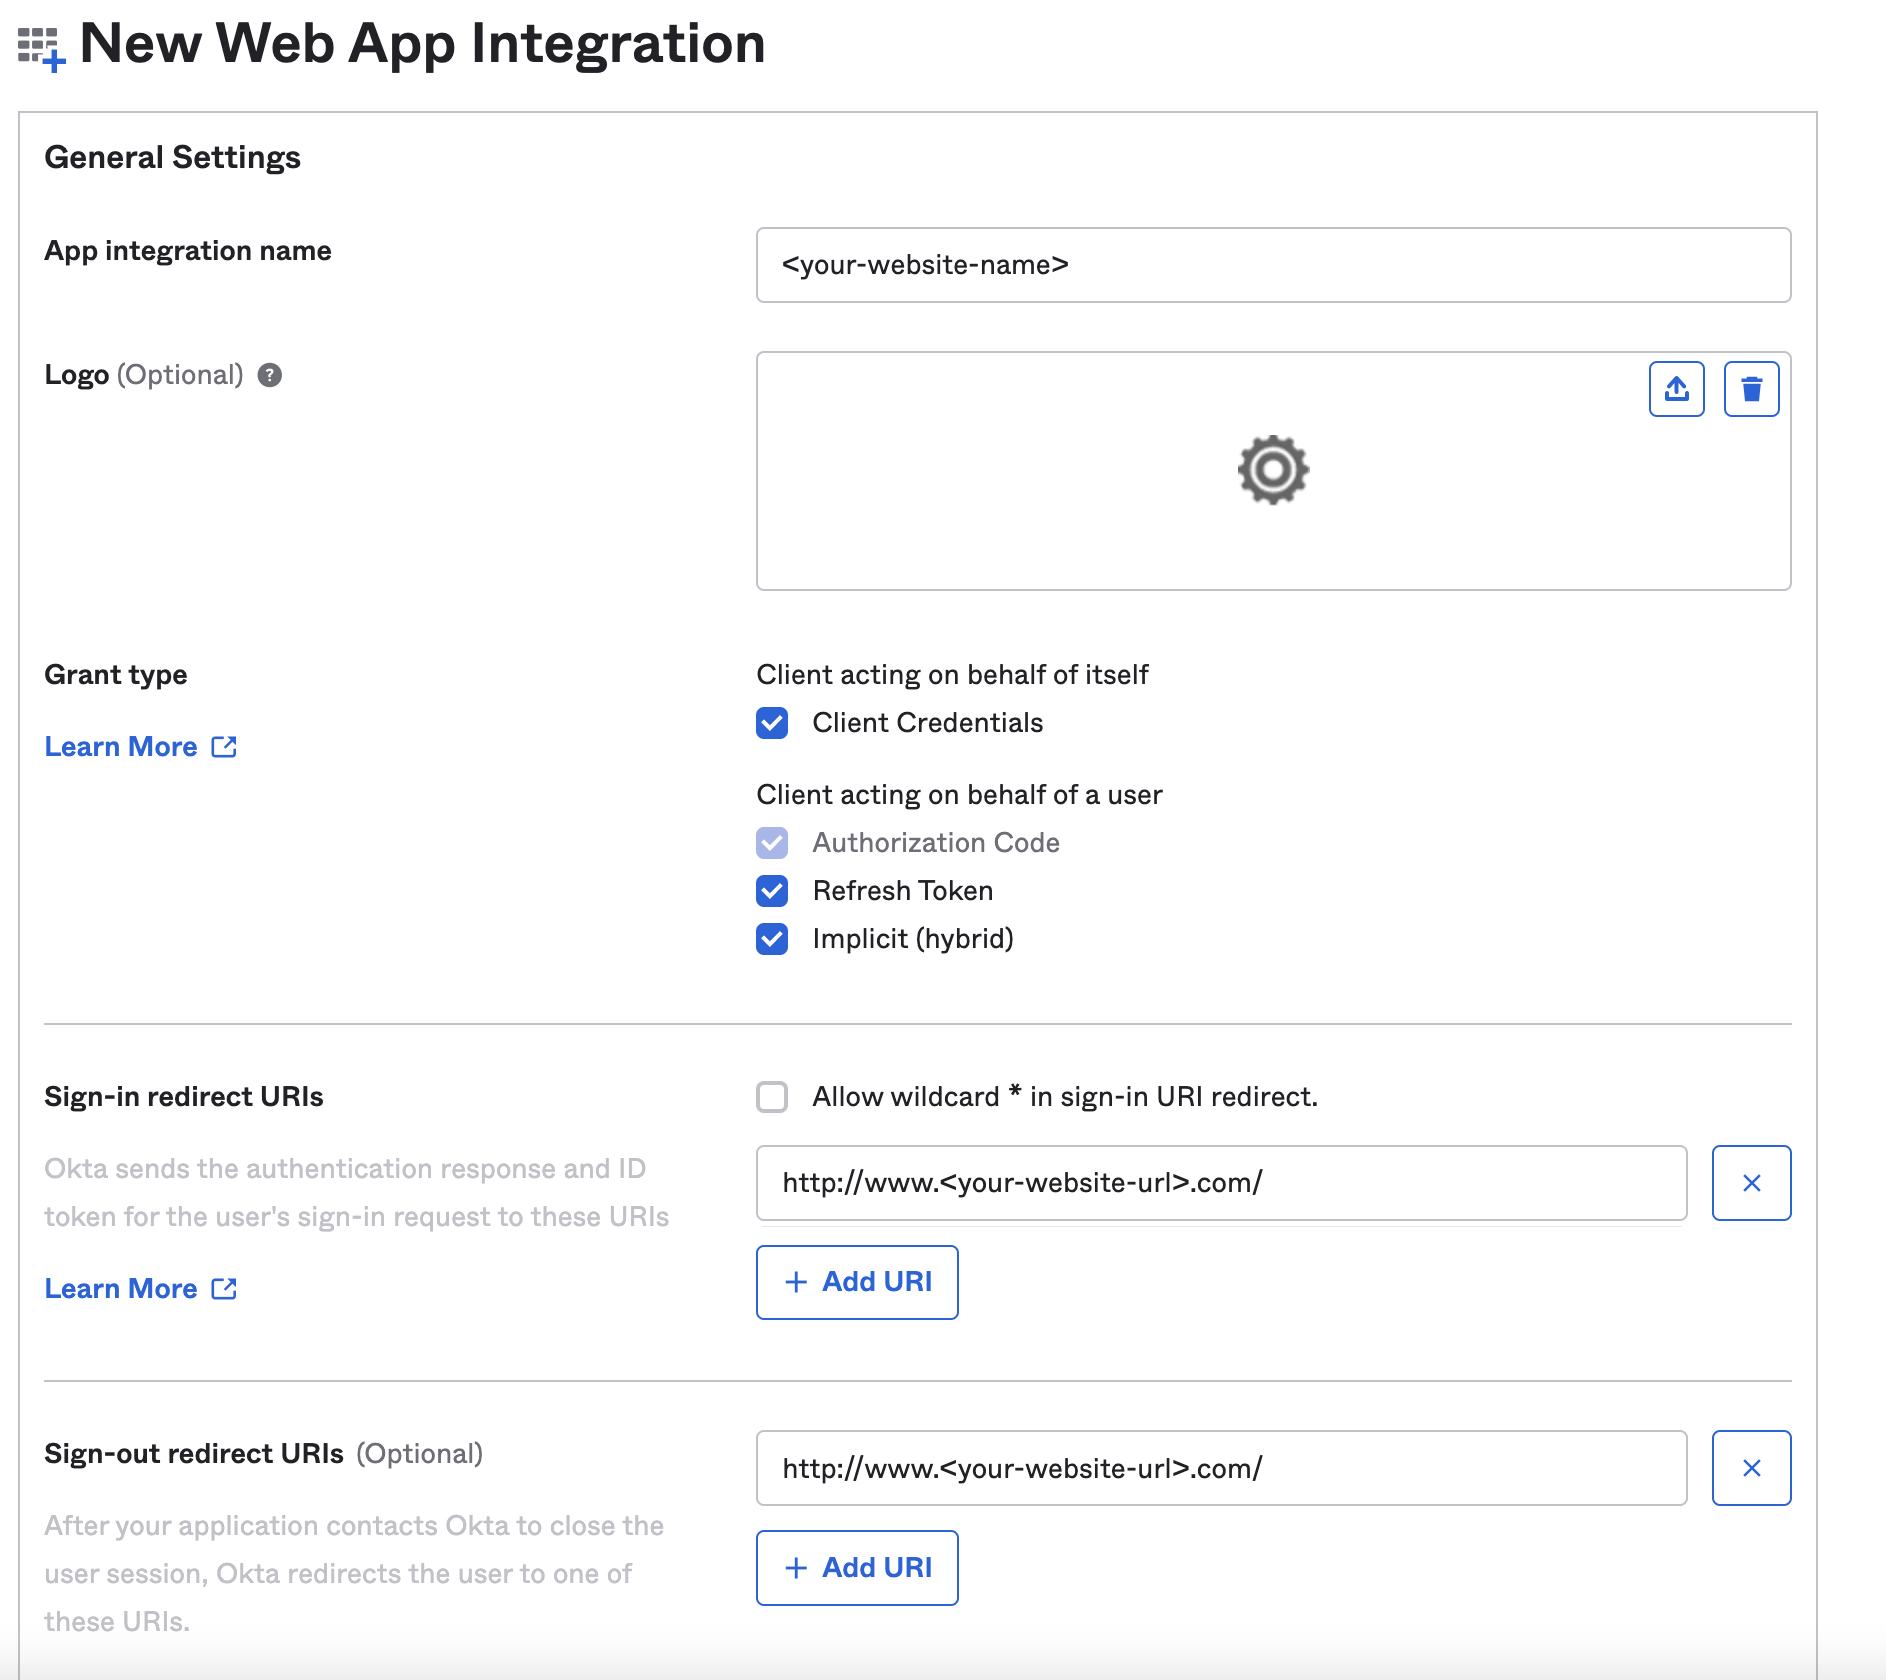 New Web App Integration
General Settings
App integration name
<your-website-name>
Logo (Optional) ?
Grant type
Learn More
Client acting on behalf of itself
Client Credentials
Client acting on behalf of a user
Authorization Code
Refresh Token
Implicit (hybrid)
Sign-in redirect URIs
Okta sends the authentication response and ID
token for the user's sign-in request to these URIs
Learn More
Allow wildcard * in sign-in URI redirect.
http://www.<your-website-url>.com/
+ Add URI
Sign-out redirect URIs (Optional)
After your application contacts Okta to close the
user session, Okta redirects the user to one of
these URIs.
http://www.<your-website-url>.com/
+ Add URI